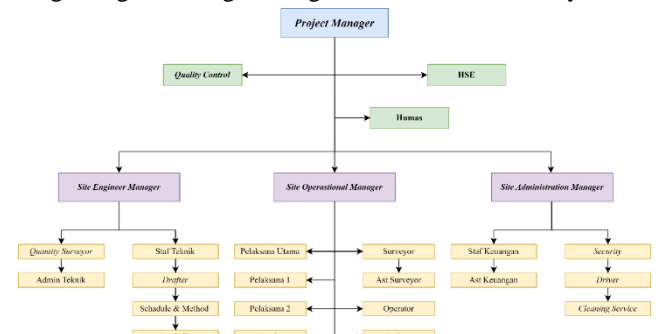 Project Manager
Quality Control
HSE
Humas
Site Engineer Manager
Site Operastional Manager
Site Administration Manager
Quantity Surveyor
Staf Teknik
Pelaksana Utama
Surveyor
Staf Keuangan
Security
Admin Teknik
Drafter
Pelaksana 1
Ast Surveyor
Ast Keuangan
Driver
Schadule & Method
Pelaksana 2
Operator
Cleaning Service